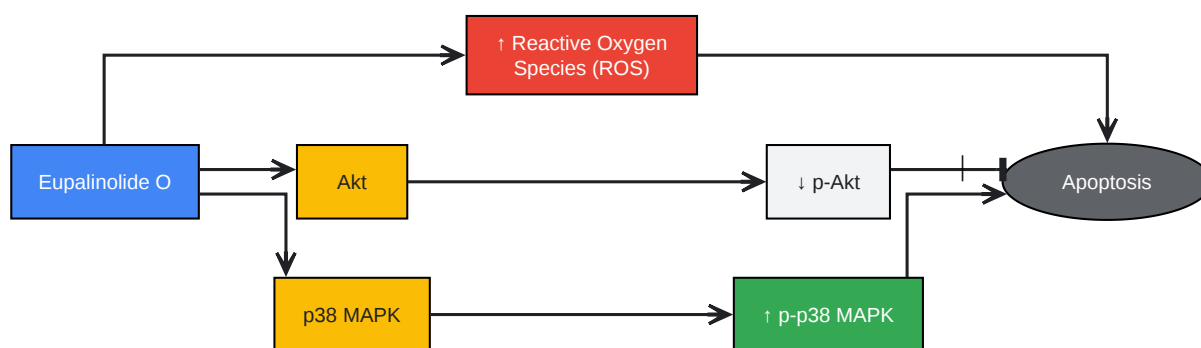 ↑ Reactive Oxygen
Species (ROS)
Eupalinolide O
Akt
↓ p-Akt
Apoptosis
p38 MAPK
↑ p-p38 MAPK